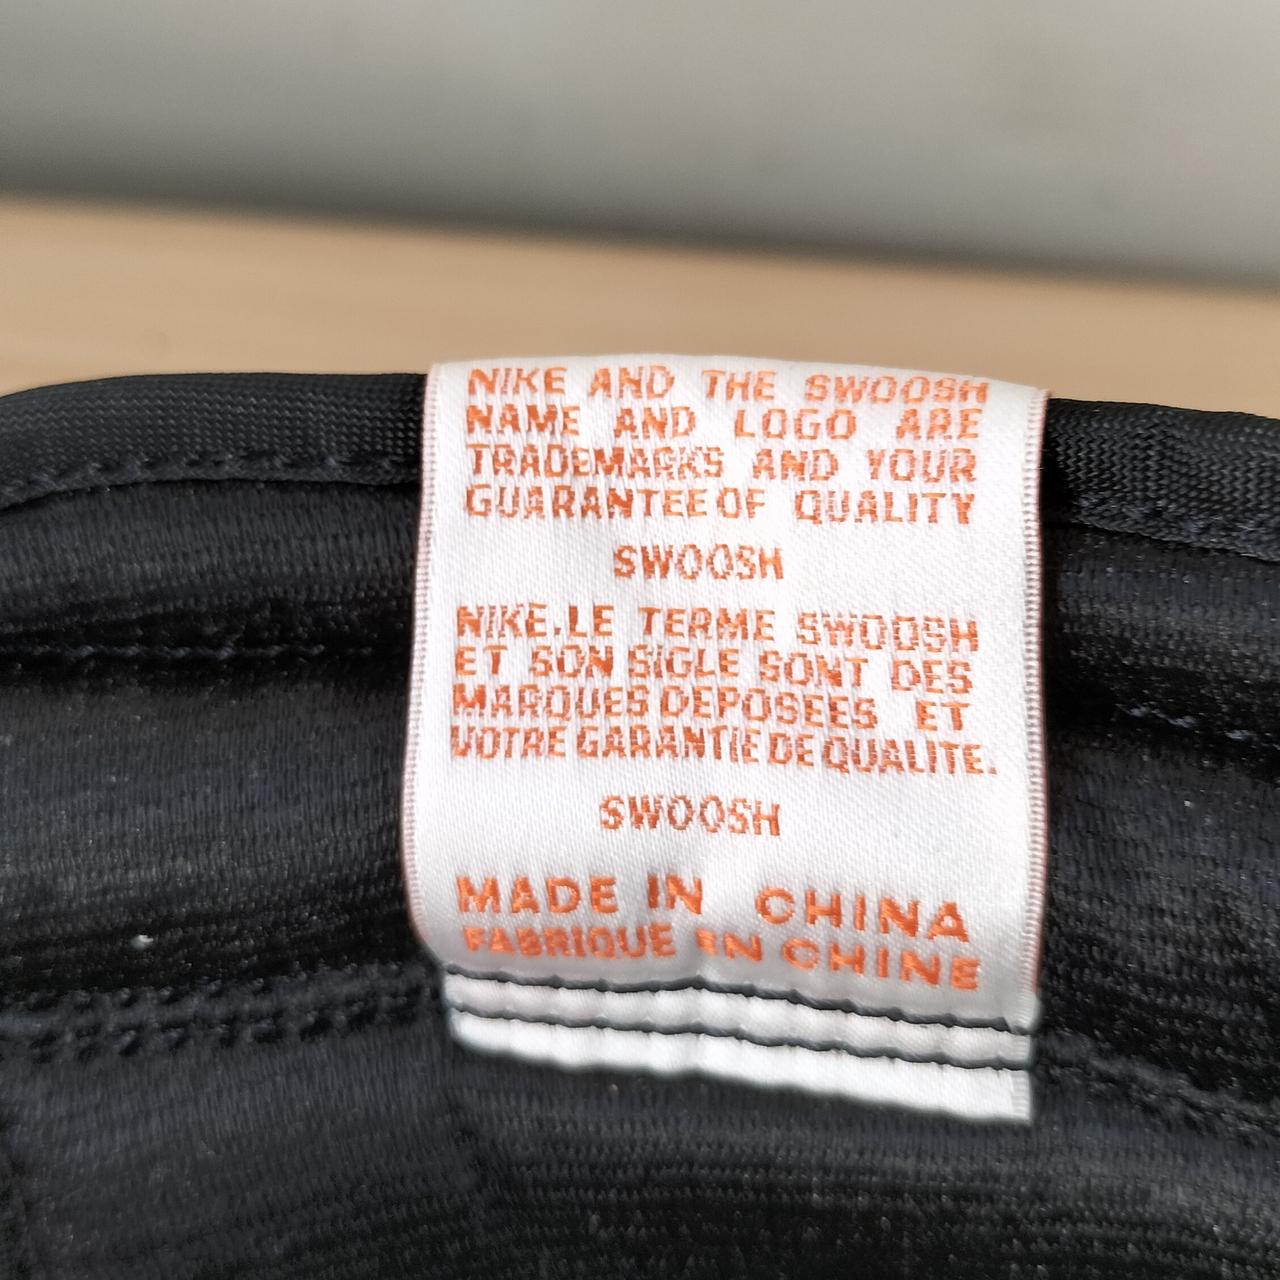 NIKE AND THE SWOOSH
NAME AND LOGO ARE
TRADEMARKS AND YOUR
GUARANTEE OF QUALITY
SWOOSH
NIKE.LE TERME SWOOSH
ET SON SIGLE SONT DES
MARQUES DEPOSEES ET
VOTRE GARANTIE DE QUALITE.
SWOOSH
MADE IN CHINA
FABRIQUE EN CHINE